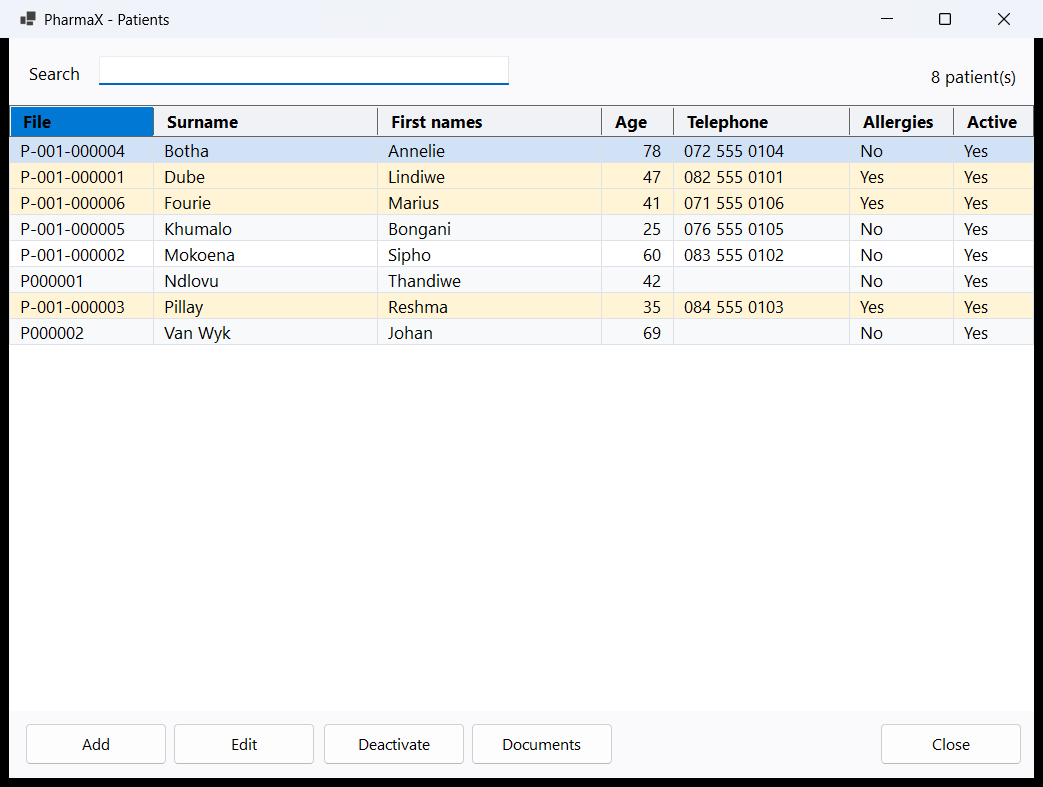 PharmaX - Patients
Search 8 patient(s)
File Surname First names Age Telephone Allergies Active
P-001-000004 Botha Annelie 78 072 555 0104 No Yes
P-001-000001 Dube Lindiwe 47 082 555 0101 Yes Yes
P-001-000006 Fourie Marius 41 071 555 0106 Yes Yes
P-001-000005 Khumalo Bongani 25 076 555 0105 No Yes
P-001-000002 Mokoena Sipho 60 083 555 0102 No Yes
P000001 Ndlovu Thandiwe 42 No Yes
P-001-000003 Pillay Reshma 35 084 555 0103 Yes Yes
P000002 Van Wyk Johan 69 No Yes
Add Edit Deactivate Documents Close